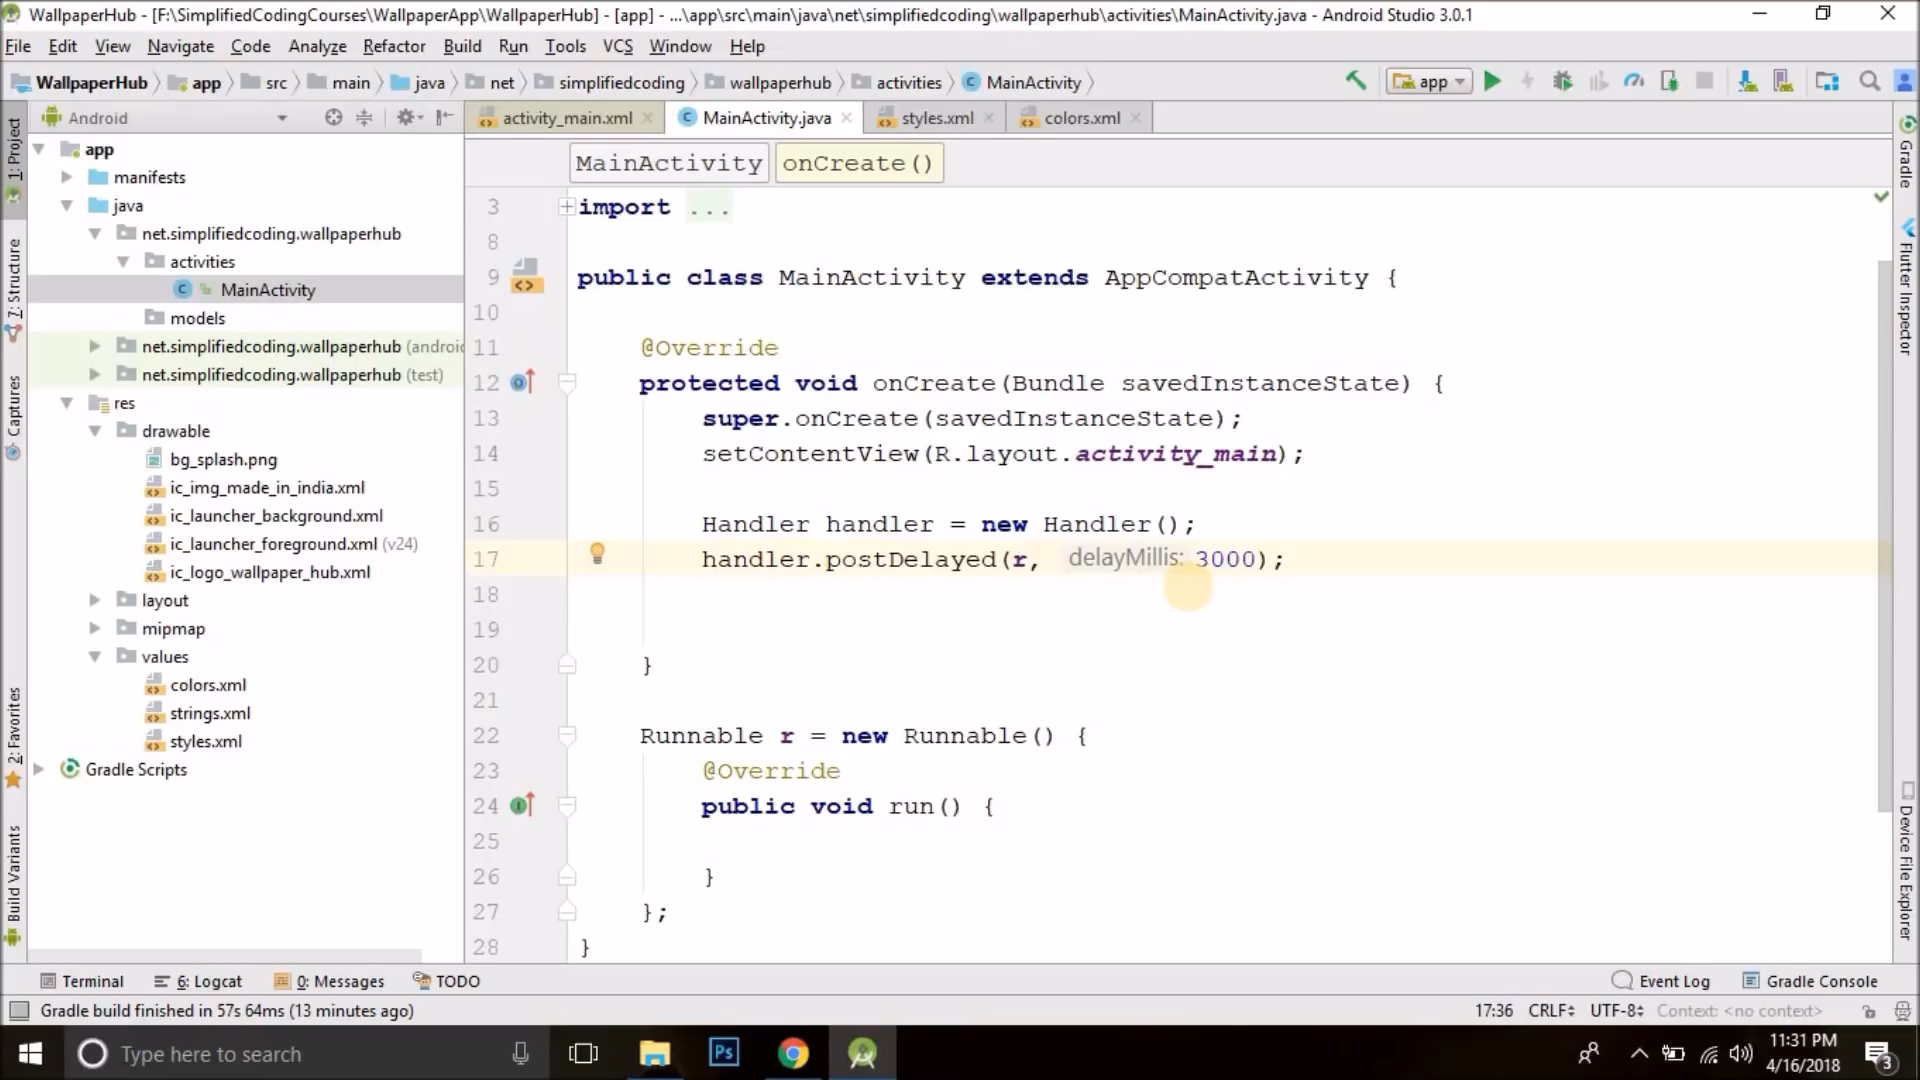 WallpaperHub - [F:\SimplifiedCodingCourses\WallpaperApp\WallpaperHub] - [app] - ...\app\src\main\java\net\simplifiedcoding\wallpaperhub\activities\MainActivity.java - Android Studio 3.0.1
File Edit View Navigate Code Analyze Refactor Build Run Tools VCS Window Help
WallpaperHub app src main java net simplifiedcoding wallpaperhub activities MainActivity app
Android
activity_main.xml MainActivity.java styles.xml colors.xml
MainActivity onCreate()
1: Project
7: Structure
Captures
2: Favorites
Build Variants
app
manifests
java
net.simplifiedcoding.wallpaperhub
activities
MainActivity
models
net.simplifiedcoding.wallpaperhub (androi
net.simplifiedcoding.wallpaperhub (test)
res
drawable
bg_splash.png
ic_img_made_in_india.xml
ic_launcher_background.xml
ic_launcher_foreground.xml (v24)
ic_logo_wallpaper_hub.xml
layout
mipmap
values
colors.xml
strings.xml
styles.xml
Gradle Scripts
3 import ...
8
9 public class MainActivity extends AppCompatActivity {
10
11 @Override
12 protected void onCreate(Bundle savedInstanceState) {
13 super.onCreate(savedInstanceState);
14 setContentView(R.layout.activity_main);
15
16 Handler handler = new Handler();
17 handler.postDelayed(r, delayMillis: 3000);
18
19
20 }
21
22 Runnable r = new Runnable() {
23 @Override
24 public void run() {
25
26 }
27 };
28 }
Gradle
Flutter Inspector
Device File Explorer
Terminal 6: Logcat 0: Messages TODO Event Log Gradle Console
Gradle build finished in 57s 64ms (13 minutes ago) 17:36 CRLF UTF-8 Context: <no context>
Type here to search Ps 11:31 PM
4/16/2018 3